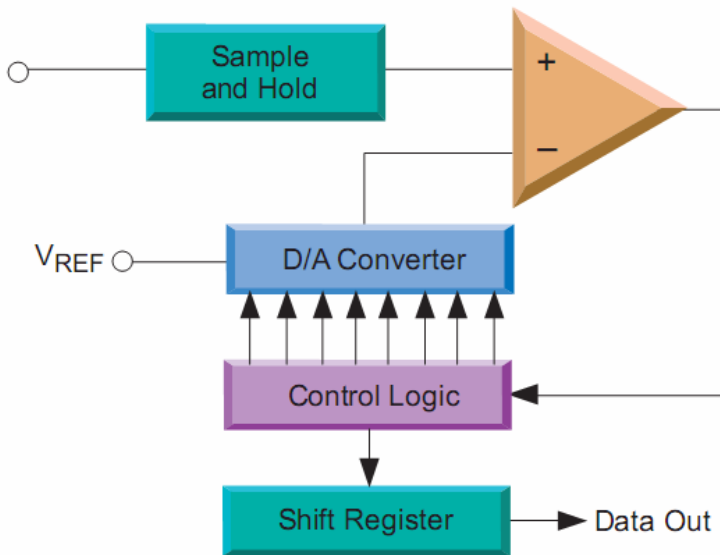 Sample
and Hold
+
−
VREF
D/A Converter
Control Logic
Shift Register
Data Out